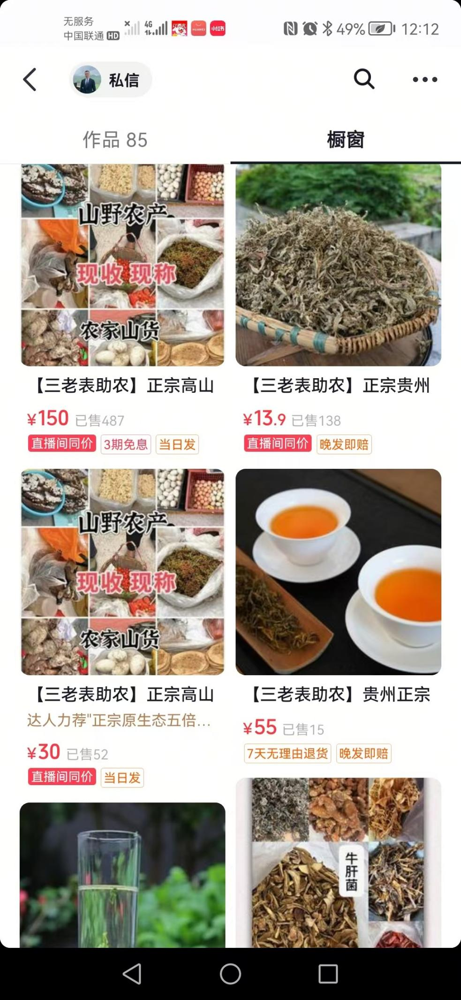 无服务
中国联通 HD
4G
订酒店
HUAWEI
小红书
49%
12:12
私信
作品 85
橱窗
山野农产
现收 现称
农家山货
【三老表助农】正宗高山
¥150 已售487
直播间同价 3期免息 当日发
【三老表助农】正宗贵州
¥13.9 已售138
直播间同价 晚发即赔
山野农产
现收 现称
农家山货
【三老表助农】正宗高山
达人力荐"正宗原生态五倍...
¥30 已售52
直播间同价 当日发
【三老表助农】贵州正宗
¥55 已售15
7天无理由退货 晚发即赔
牛肝菌